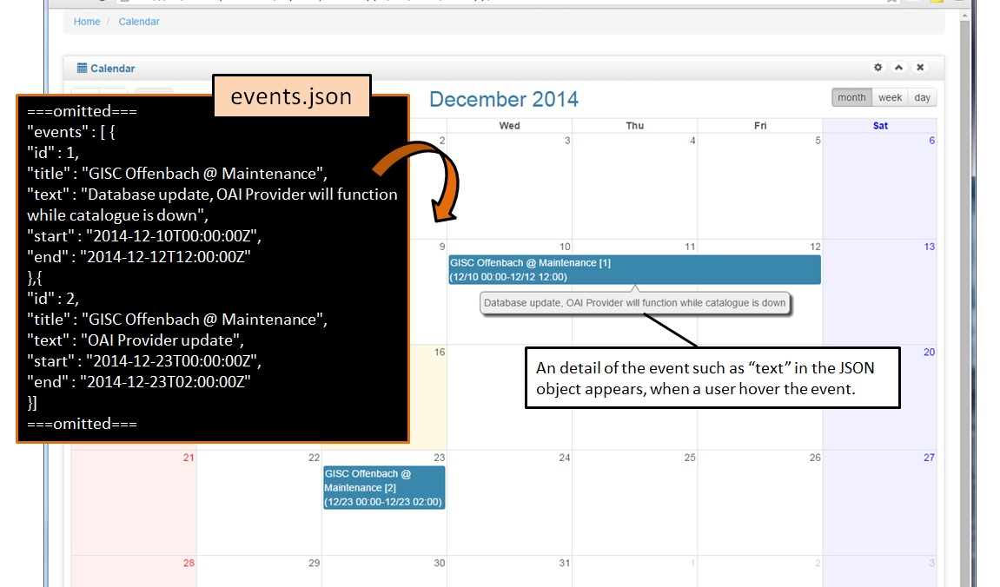 Home / Calendar
Calendar
events.json
December 2014
month week day
===omitted===
"events" : [ {
"id" : 1,
"title" : "GISC Offenbach @ Maintenance",
"text" : "Database update, OAI Provider will function
while catalogue is down",
"start" : "2014-12-10T00:00:00Z",
"end" : "2014-12-12T12:00:00Z"
},{
"id" : 2,
"title" : "GISC Offenbach @ Maintenance",
"text" : "OAI Provider update",
"start" : "2014-12-23T00:00:00Z",
"end" : "2014-12-23T02:00:00Z"
}]
===omitted===
Wed Thu Fri Sat
2 3 4 5 6
9 10 11 12 13
GISC Offenbach @ Maintenance [1]
(12/10 00:00-12/12 12:00)
Database update, OAI Provider will function while catalogue is down
16 20
An detail of the event such as “text” in the JSON
object appears, when a user hover the event.
21 22 23 24 25 26 27
GISC Offenbach @
Maintenance [2]
(12/23 00:00-12/23 02:00)
28 29 30 31 1 2 3